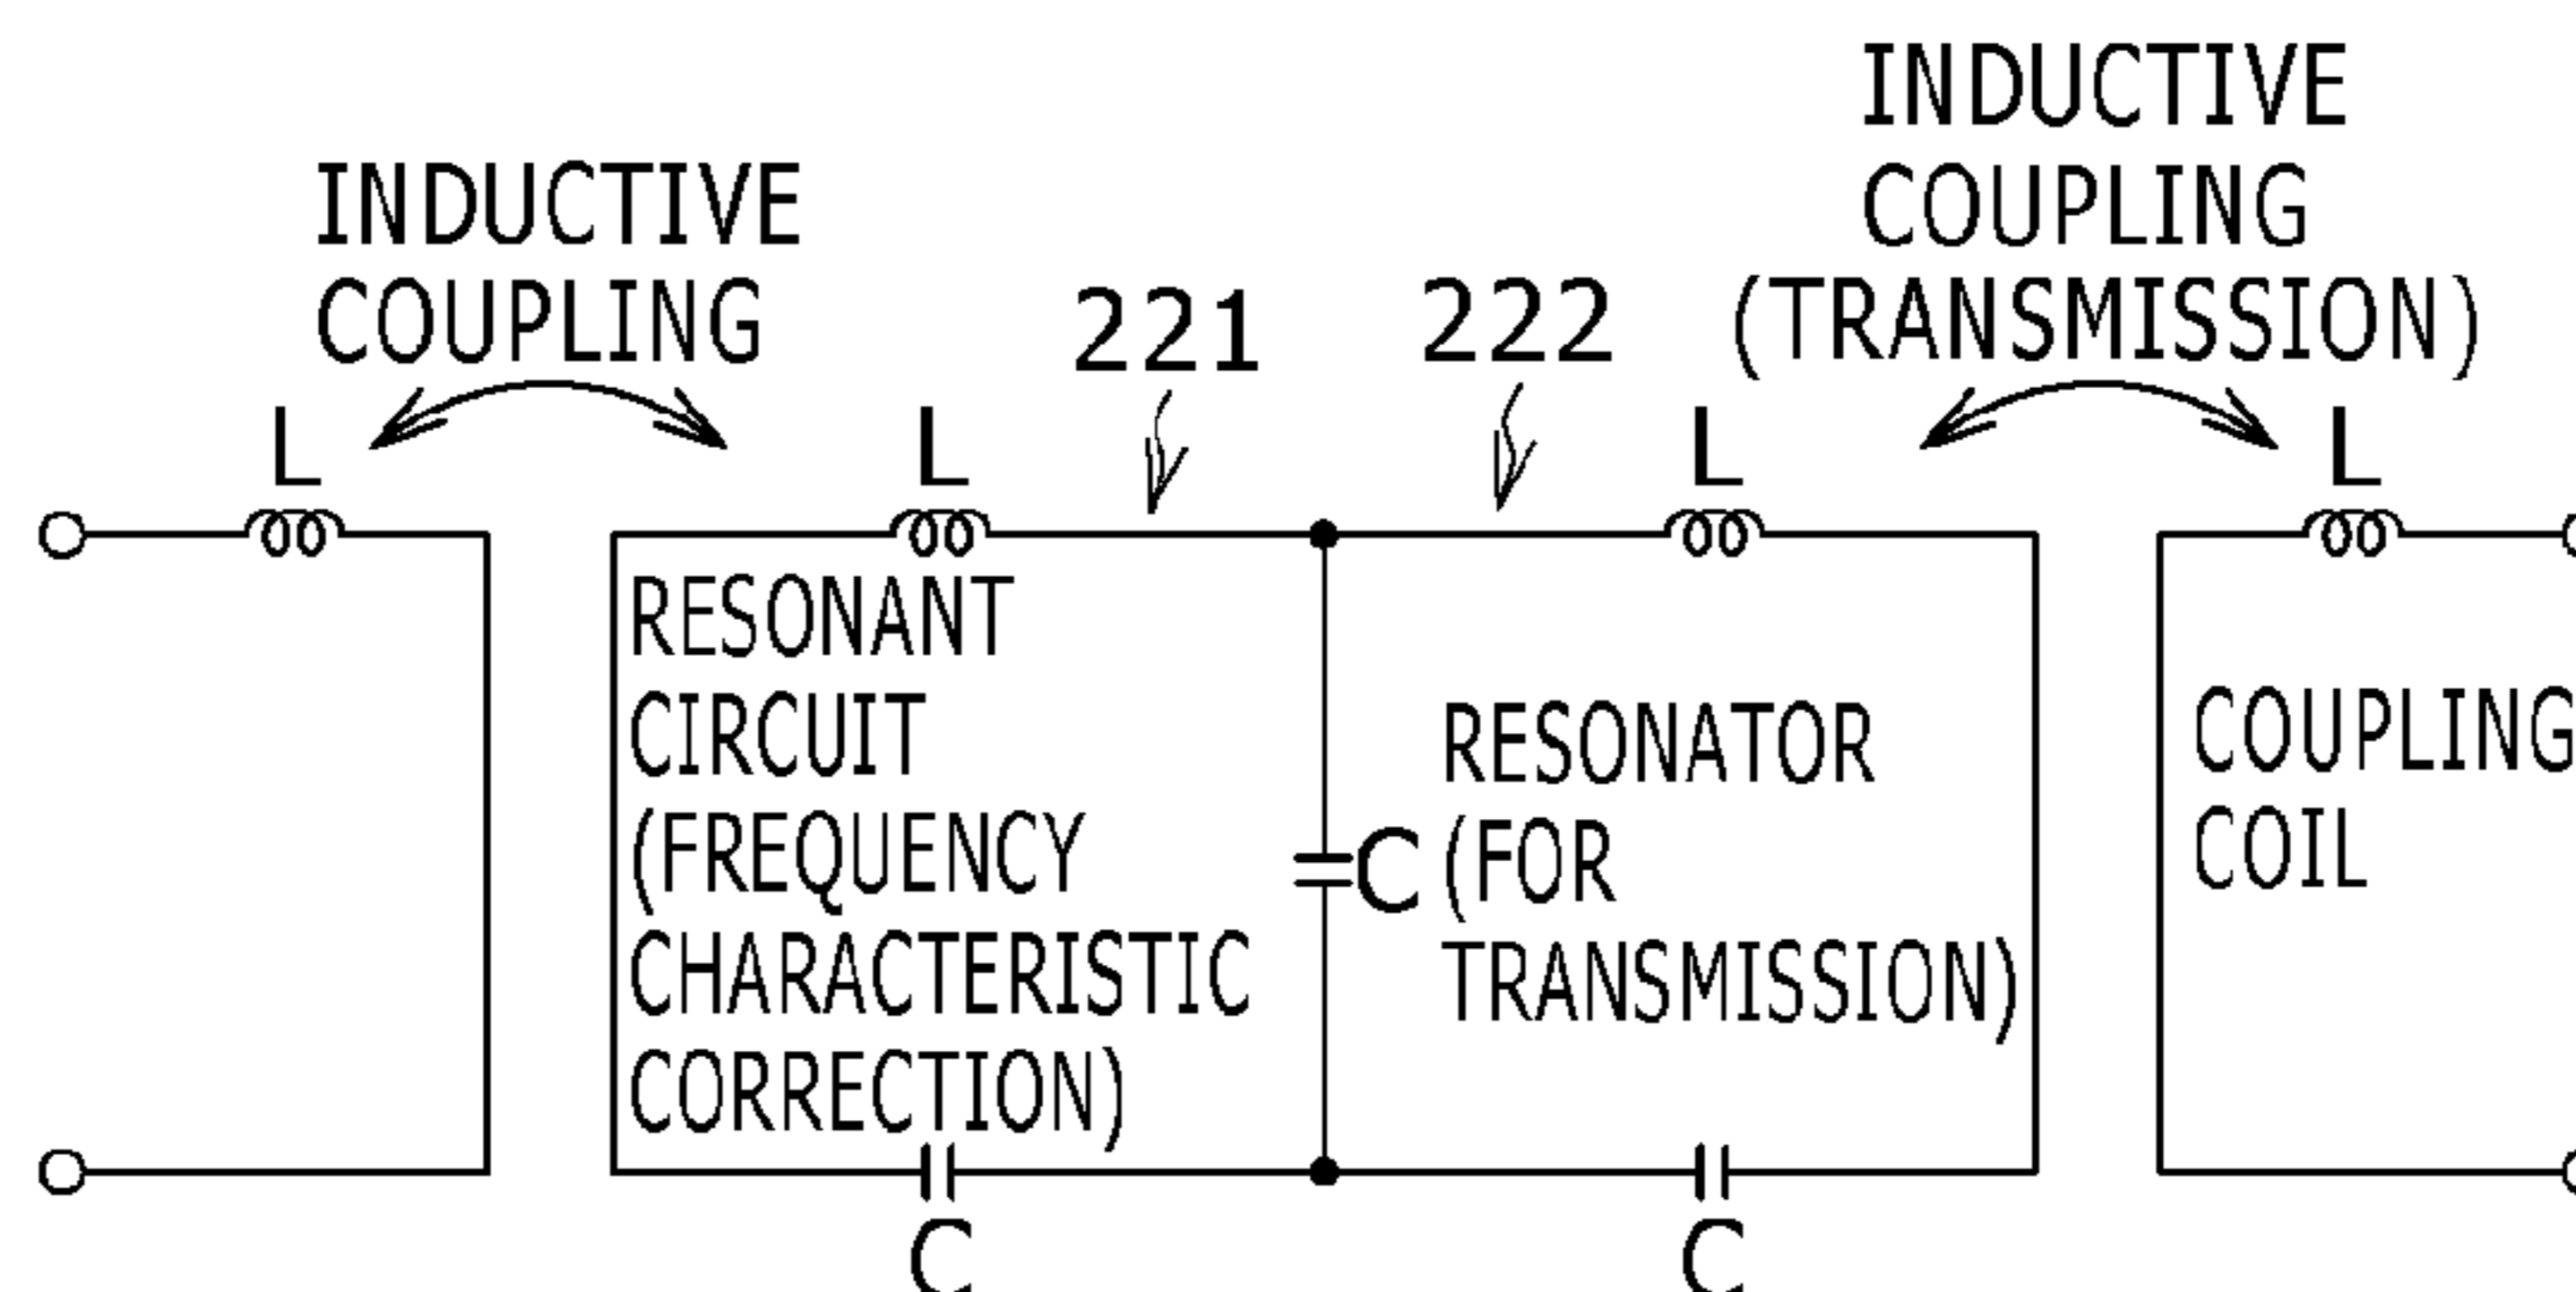 INDUCTIVE
COUPLING
(TRANSMISSION)
INDUCTIVE
COUPLING
221
222
L
L
L
L
RESONANT
CIRCUIT
(FREQUENCY
CHARACTERISTIC
CORRECTION)
C
RESONATOR
(FOR
TRANSMISSION)
COUPLING
COIL
C
C